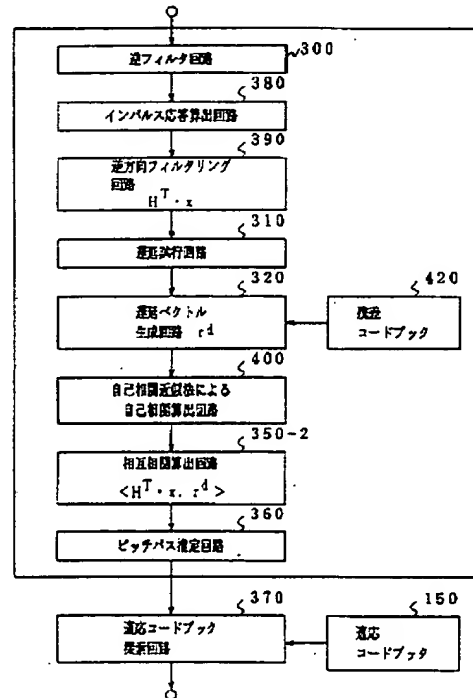 300
逆フィルタ回路
380
インパルス応答算出回路
390
逆方向フィルタリング
回路
H^T・x
310
遅延試行回路
320
遅延ベクトル
生成回路 r^d
420
残差
コードブック
400
自己相関近似法による
自己相関算出回路
350-2
相互相関算出回路
<H^T・x, r^d>
360
ピッチパス推定回路
370
適応コードブック
探索回路
150
適応
コードブック